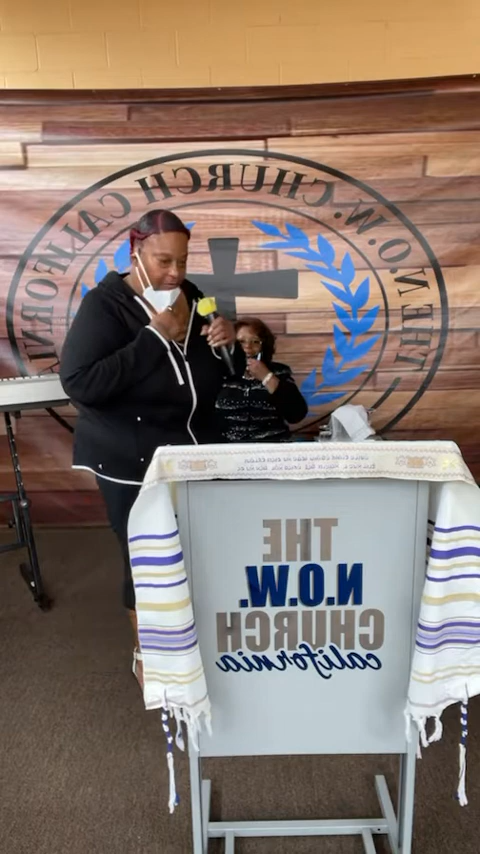 THE N.O.W. CHURCH CALIFORNIA
THE
N.O.W.
CHURCH
california